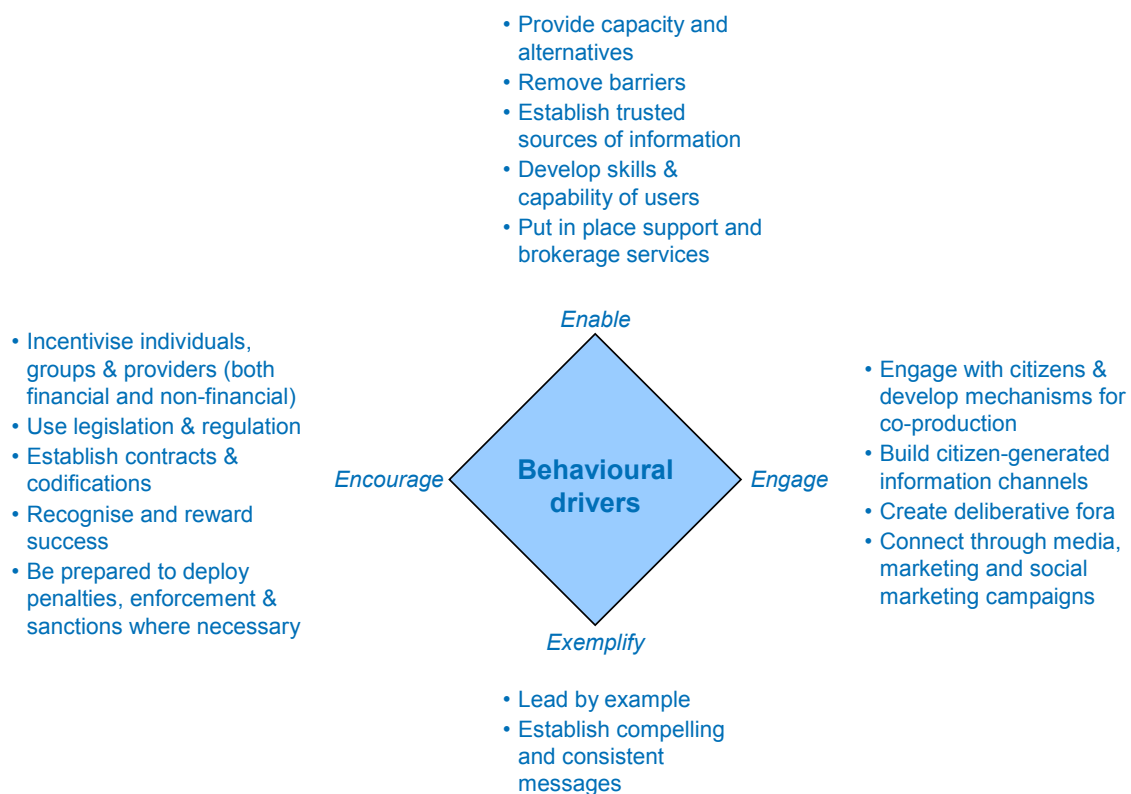 • Provide capacity and
alternatives
• Remove barriers
• Establish trusted
sources of information
• Develop skills &
capability of users
• Put in place support and
brokerage services
Enable
• Incentivise individuals,
groups & providers (both
financial and non-financial)
• Use legislation & regulation
• Establish contracts &
codifications
• Recognise and reward
success
• Be prepared to deploy
penalties, enforcement &
sanctions where necessary
Encourage
Behavioural
drivers
Engage
• Engage with citizens &
develop mechanisms for
co-production
• Build citizen-generated
information channels
• Create deliberative fora
• Connect through media,
marketing and social
marketing campaigns
Exemplify
• Lead by example
• Establish compelling
and consistent
messages